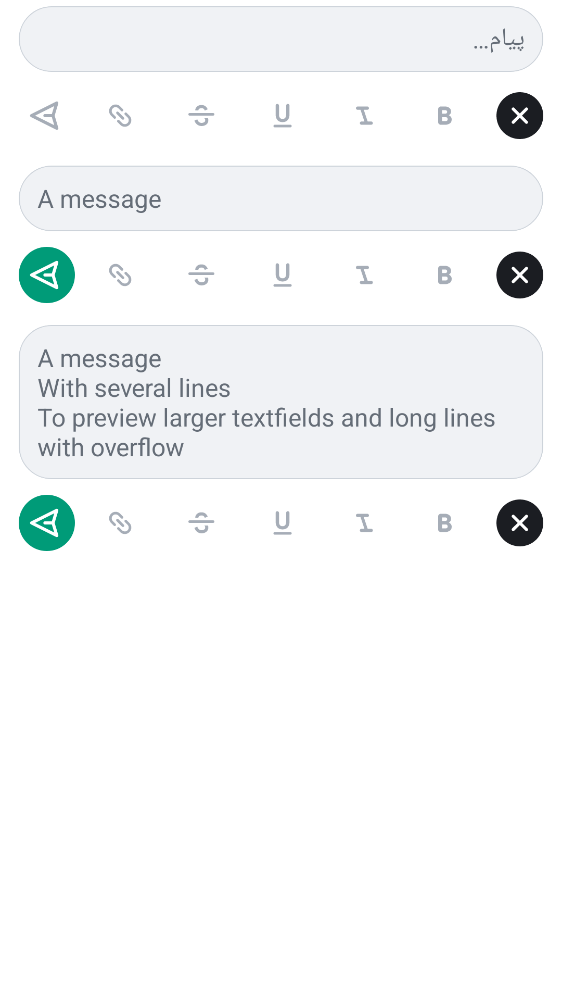 پیام…
A message
A message
With several lines
To preview larger textfields and long lines
with overflow